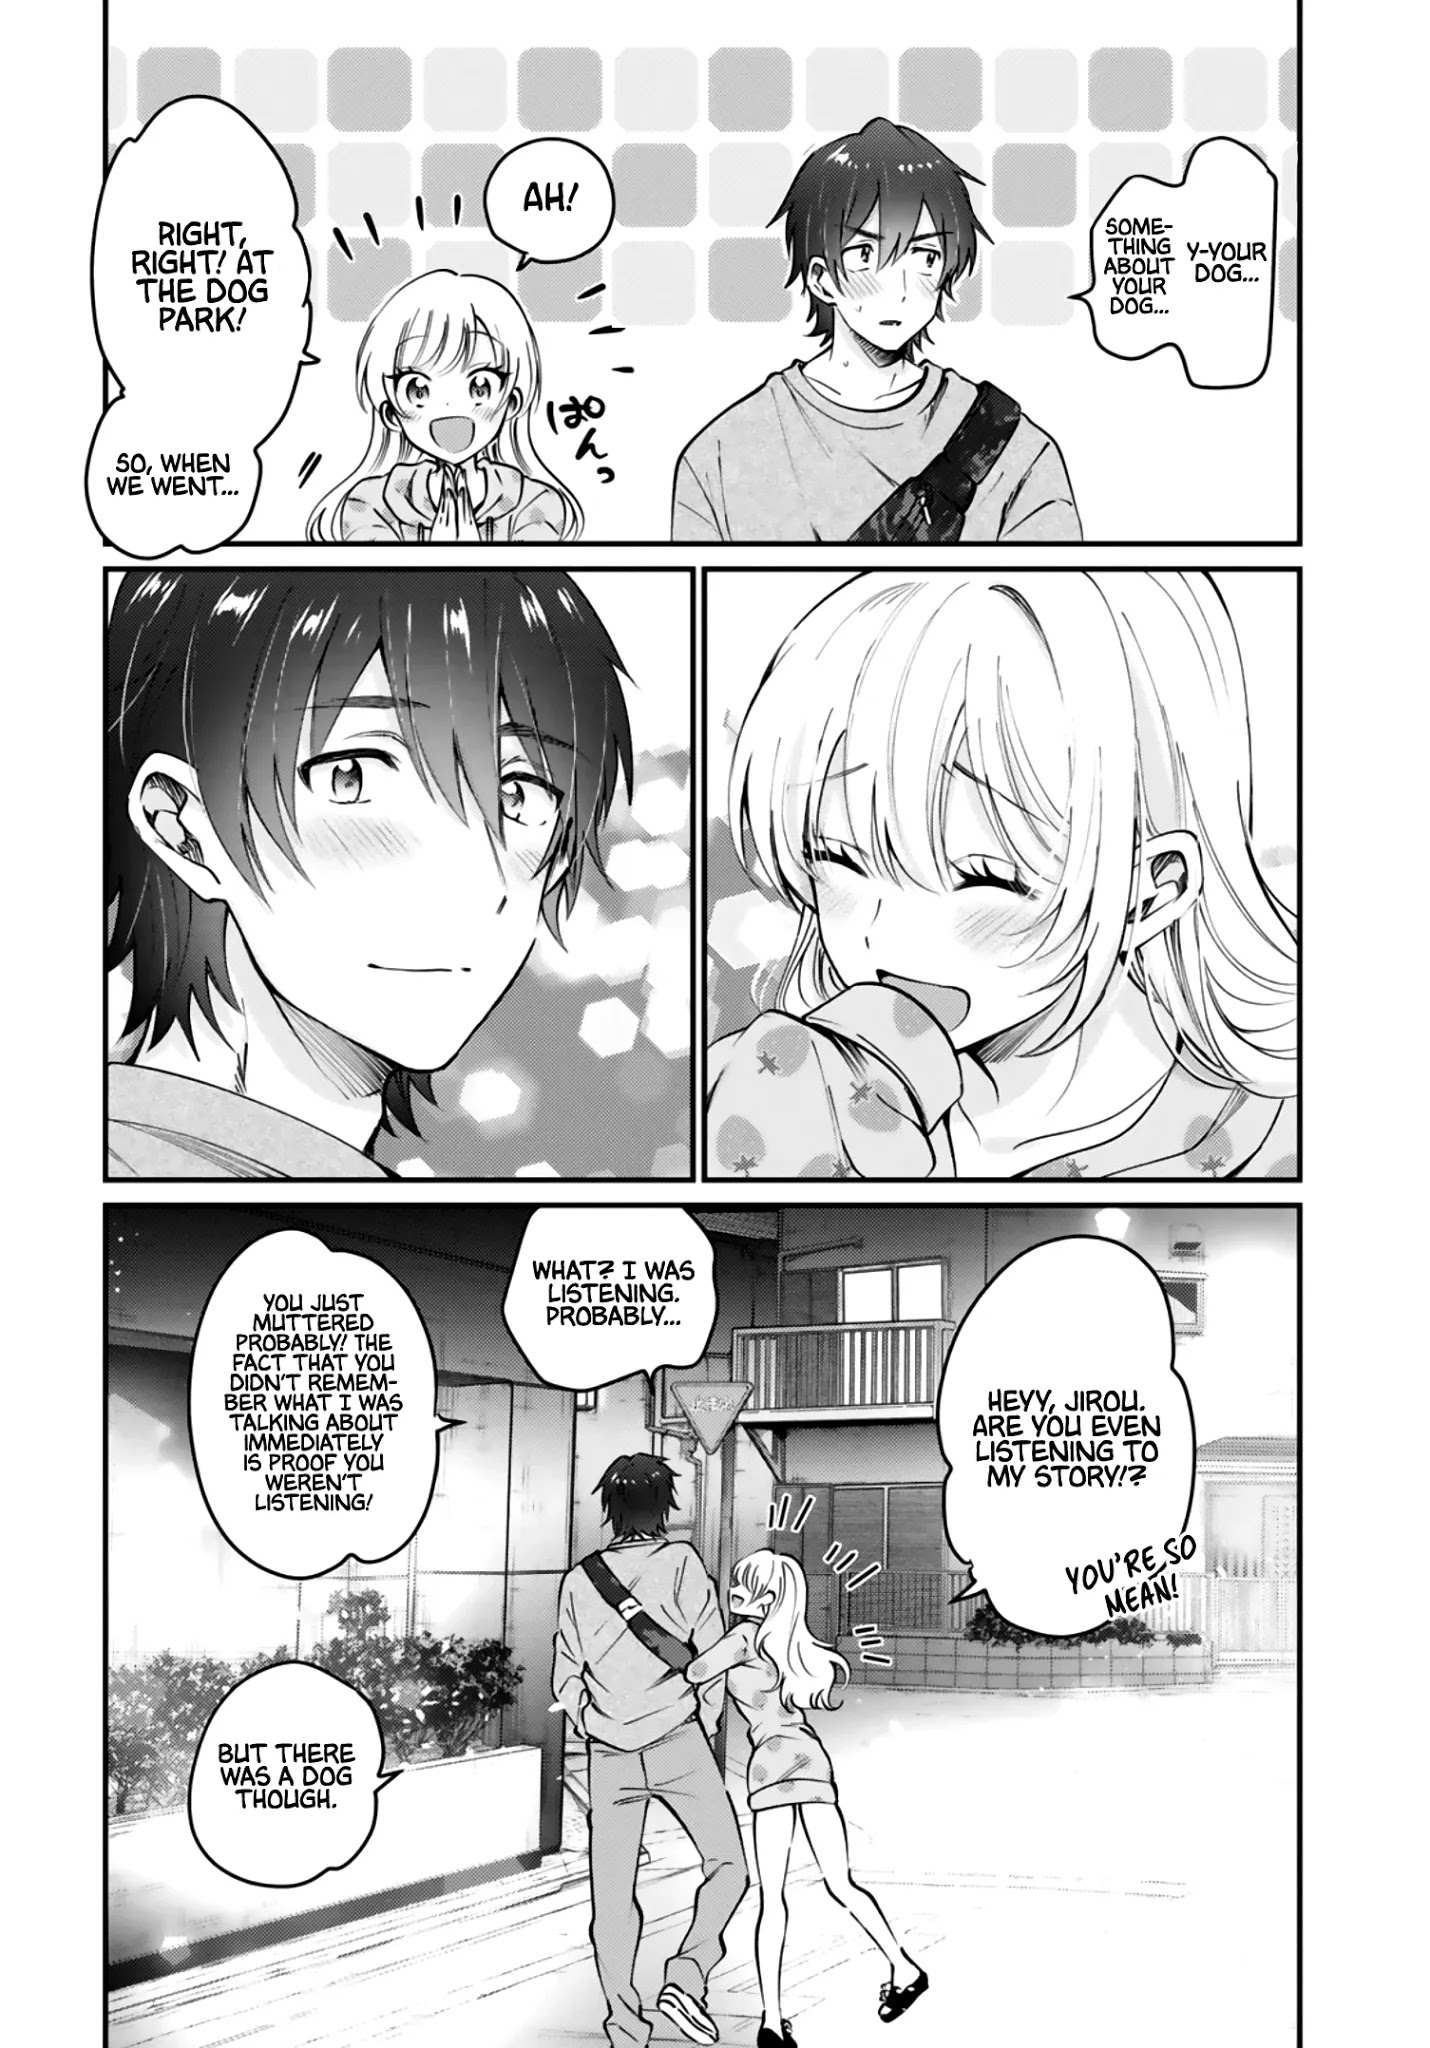 Y-YOUR
DOG...
SOME-
THING
ABOUT
YOUR
DOG...
AH!
ぱんっ
RIGHT,
RIGHT! AT
THE DOG
PARK!
SO, WHEN
WE WENT...
HEYY, JIROU.
ARE YOU EVEN
LISTENING TO
MY STORY!?
YOU'RE SO
MEAN!
WHAT? I WAS
LISTENING.
PROBABLY...
YOU JUST
MUTTERED
PROBABLY! THE
FACT THAT YOU
DIDN'T REMEM-
BER WHAT I WAS
TALKING ABOUT
IMMEDIATELY
IS PROOF YOU
WEREN'T
LISTENING!
BUT THERE
WAS A DOG
THOUGH.